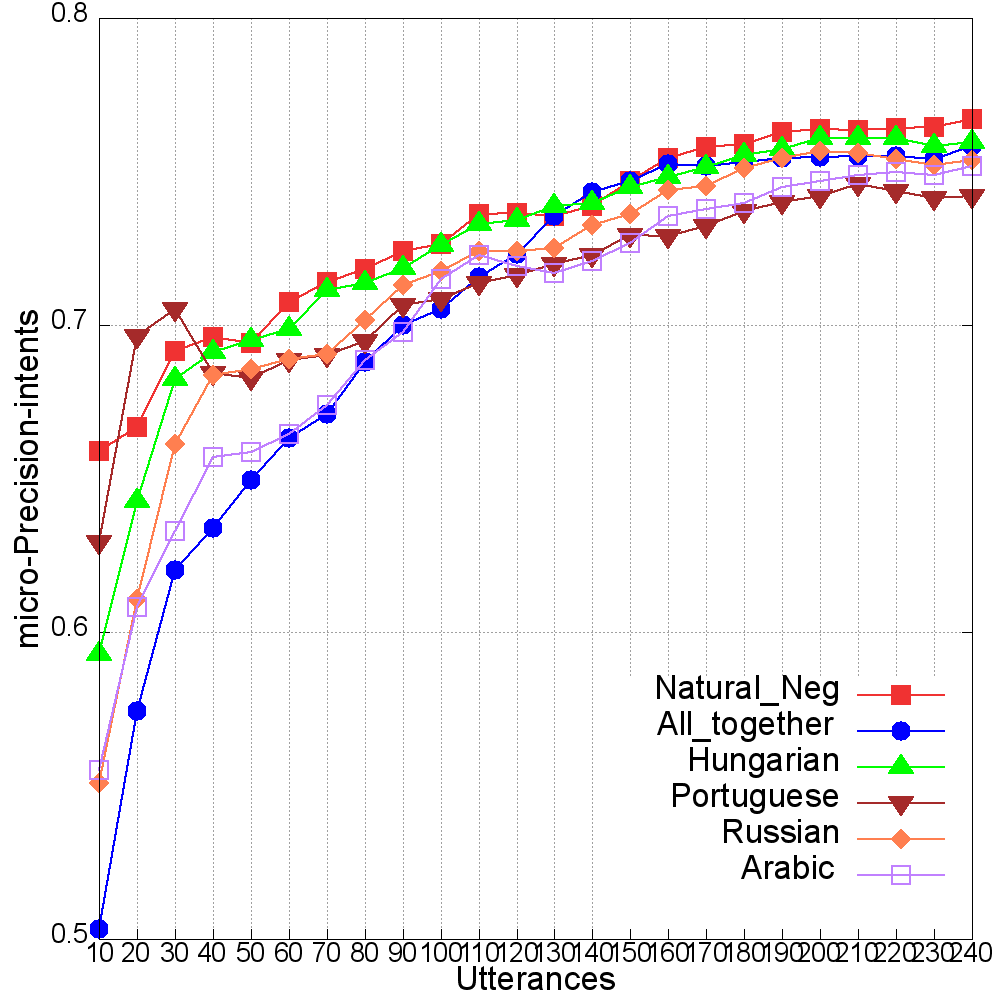 0.8
0.7
0.6
0.5
micro-Precision-intents
10 20 30 40 50 60 70 80 90 100 110 120 130 140 150 160 170 180 190 200 210 220 230 240
Utterances
Natural_Neg
All_together
Hungarian
Portuguese
Russian
Arabic